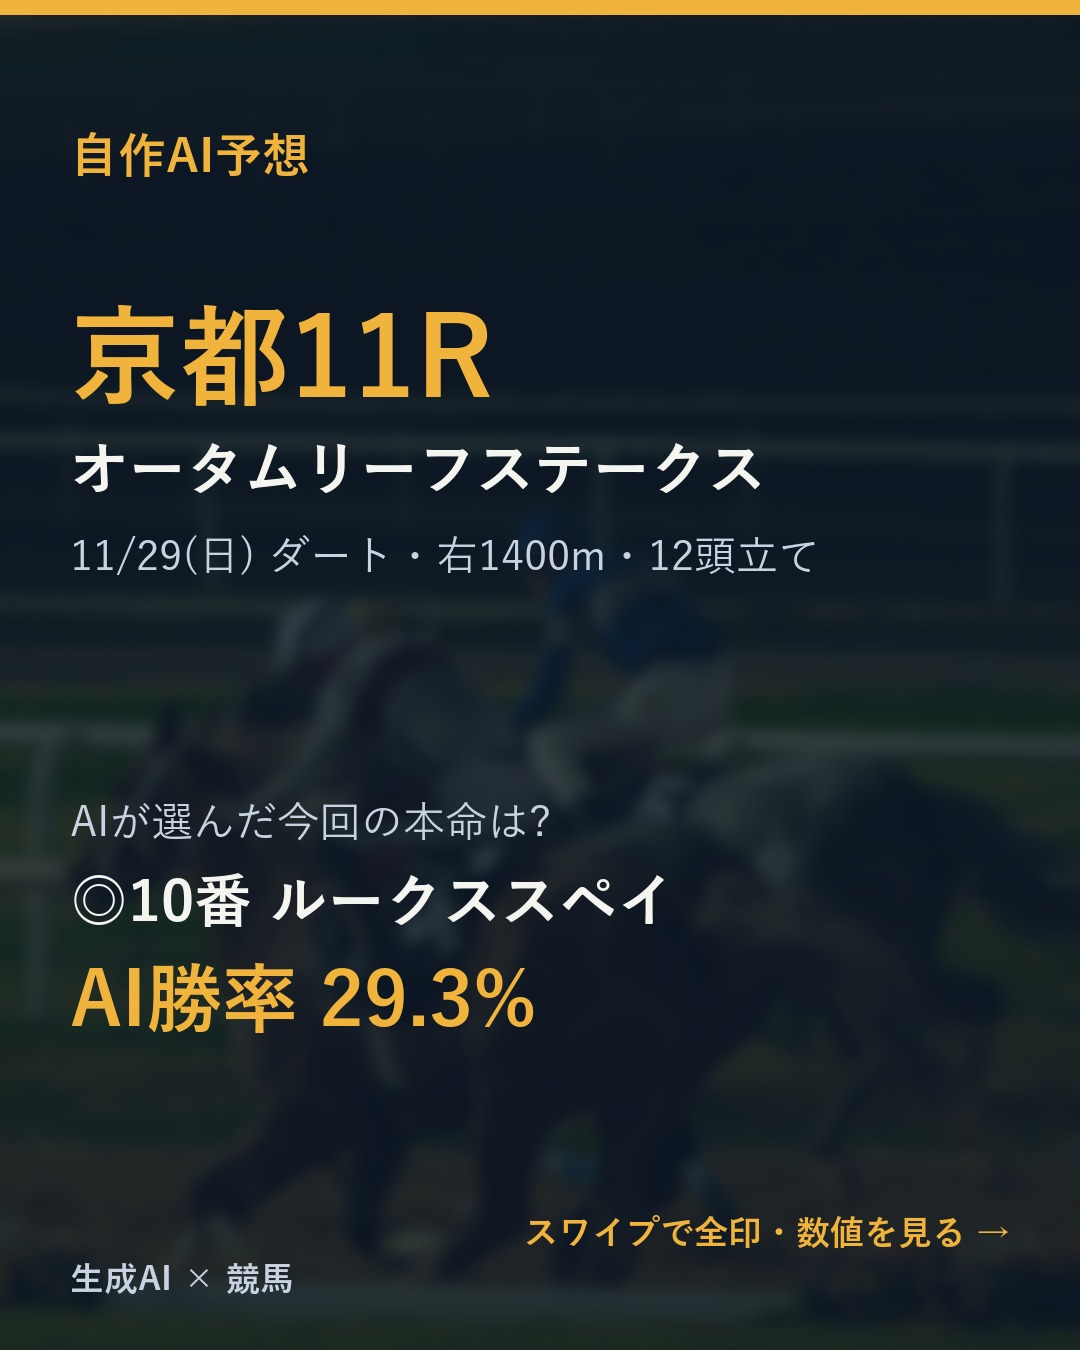 自作AI予想
京都11R
オータムリーフステークス
11/29(日) ダート・右1400m・12頭立て
AIが選んだ今回の本命は?
◎10番 ルークススペイ
AI勝率 29.3%
スワイプで全印・数値を見る →
生成AI × 競馬